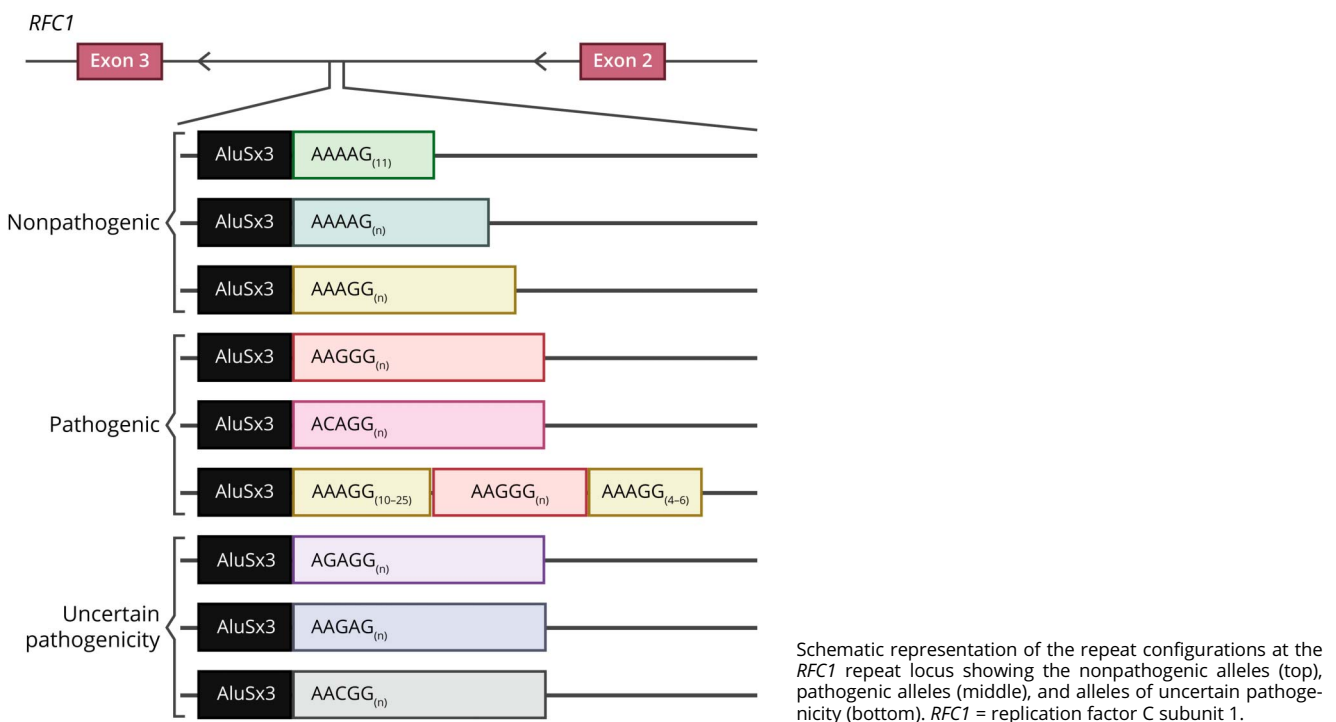 RFC1
Exon 3
Exon 2
Nonpathogenic
AluSx3 AAAAG(11)
AluSx3 AAAAG(n)
AluSx3 AAAGG(n)
Pathogenic
AluSx3 AAGGG(n)
AluSx3 ACAGG(n)
AluSx3 AAAGG(10–25) AAGGG(n) AAAGG(4–6)
Uncertain
pathogenicity
AluSx3 AGAGG(n)
AluSx3 AAGAG(n)
AluSx3 AACGG(n)
Schematic representation of the repeat configurations at the
RFC1 repeat locus showing the nonpathogenic alleles (top),
pathogenic alleles (middle), and alleles of uncertain pathoge-
nicity (bottom). RFC1 = replication factor C subunit 1.